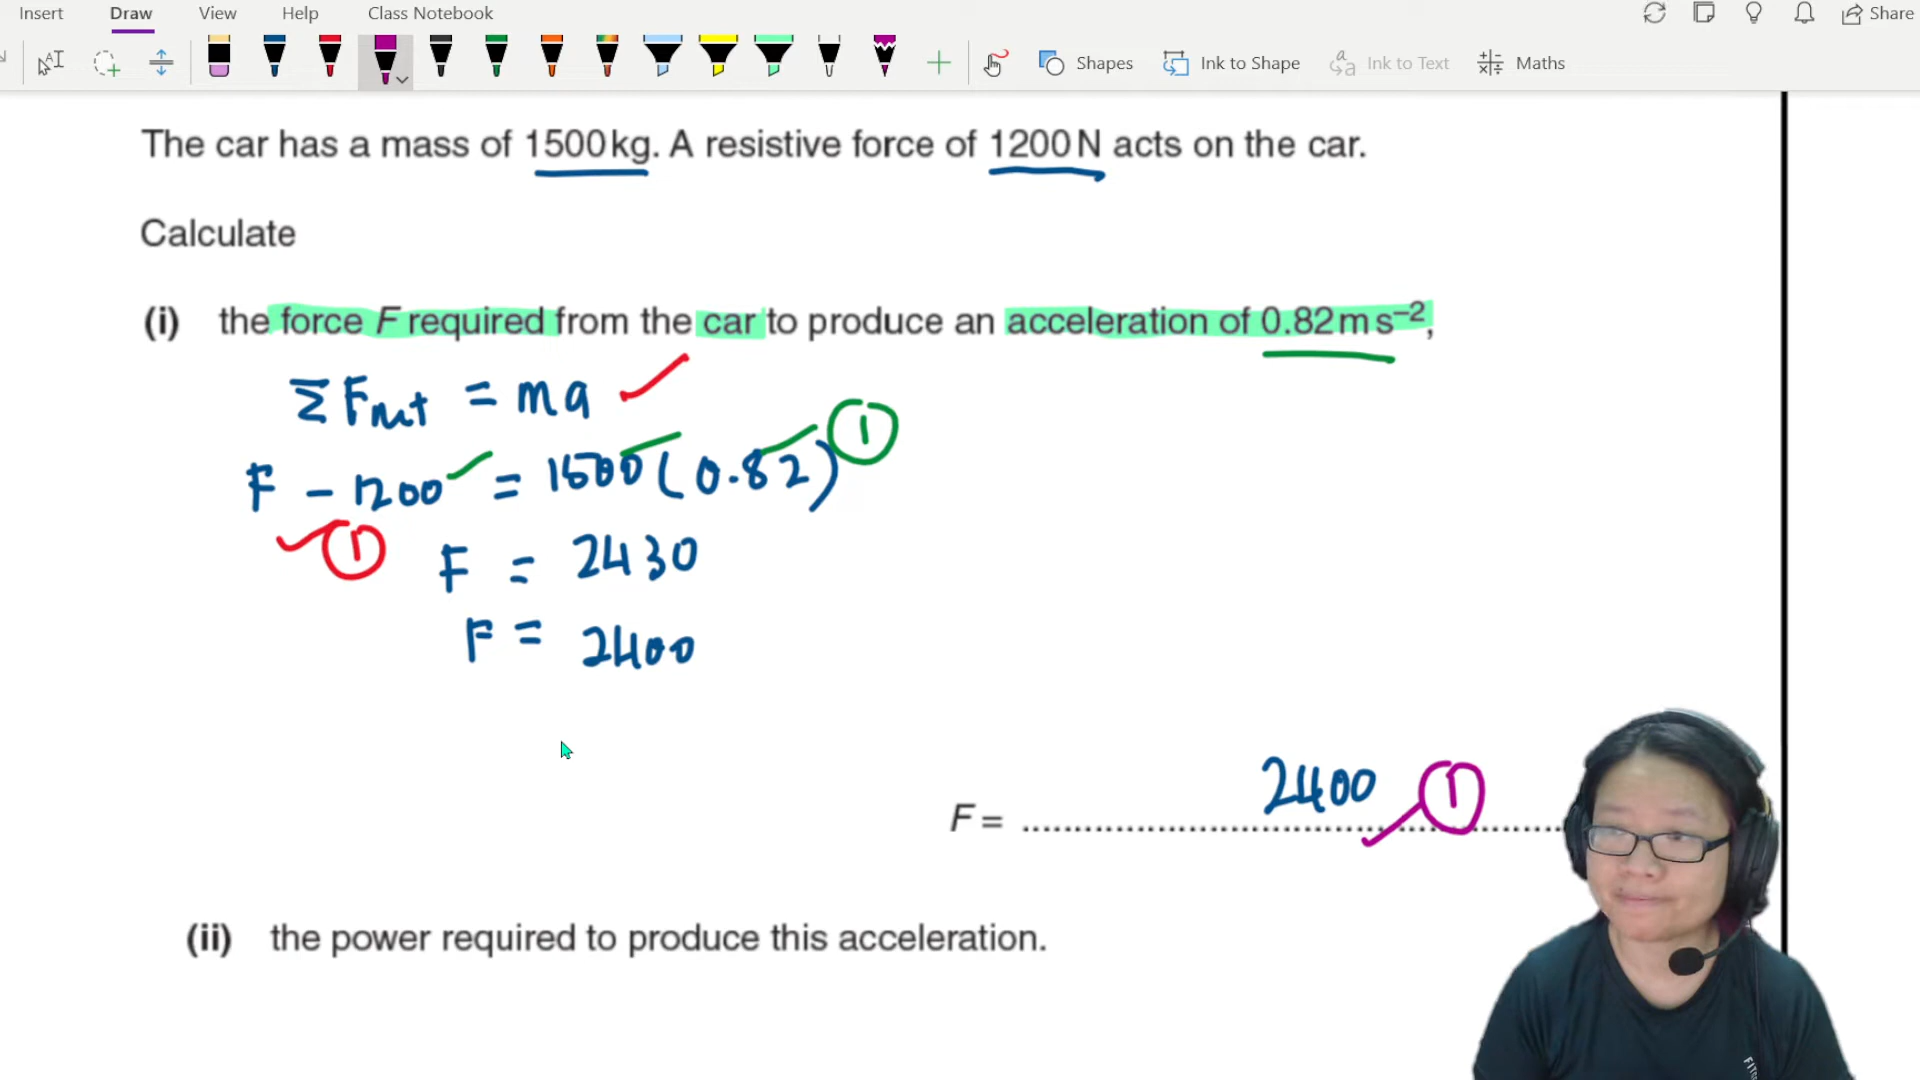 Insert Draw View Help Class Notebook Share
Shapes Ink to Shape Ink to Text Maths
The car has a mass of 1500 kg. A resistive force of 1200 N acts on the car.
Calculate
(i) the force F required from the car to produce an acceleration of 0.82 m s⁻²,
Σ Fnet = ma
F - 1200 = 1500 (0.82) 1
1 F = 2430
F = 2400
2400 1
F = ........................................................
(ii) the power required to produce this acceleration.